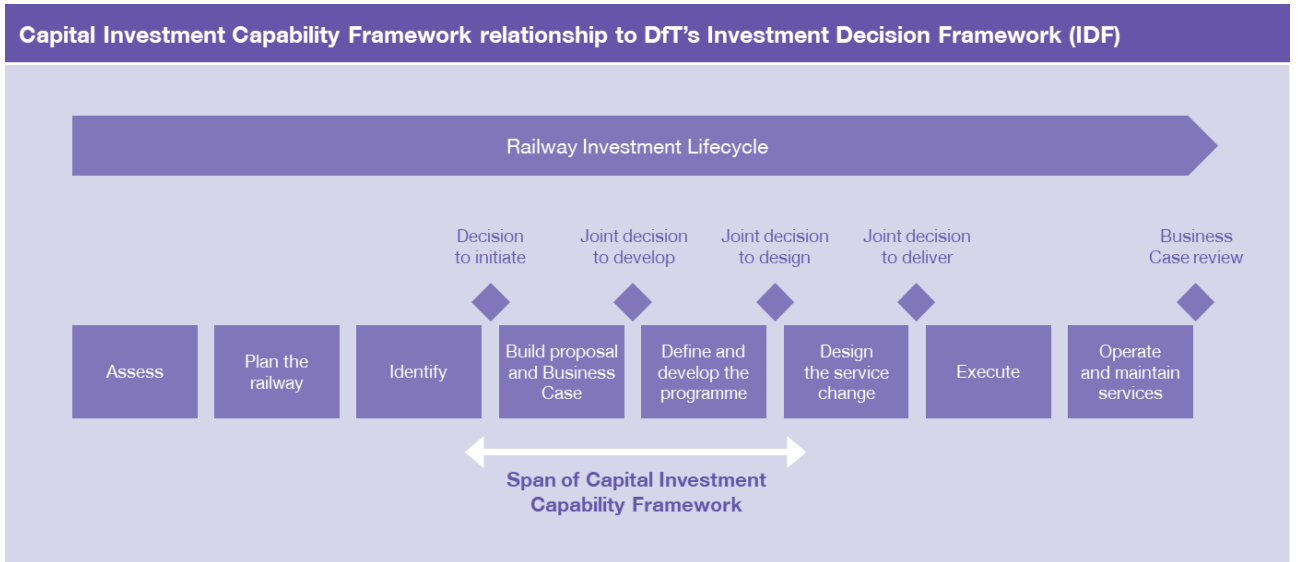 Capital Investment Capability Framework relationship to DfT's Investment Decision Framework (IDF)
Railway Investment Lifecycle
Decision
to initiate
Joint decision
to develop
Joint decision
to design
Joint decision
to deliver
Business
Case review
Assess
Plan the
railway
Identify
Build proposal
and Business
Case
Define and
develop the
programme
Design
the service
change
Execute
Operate
and maintain
services
Span of Capital Investment
Capability Framework